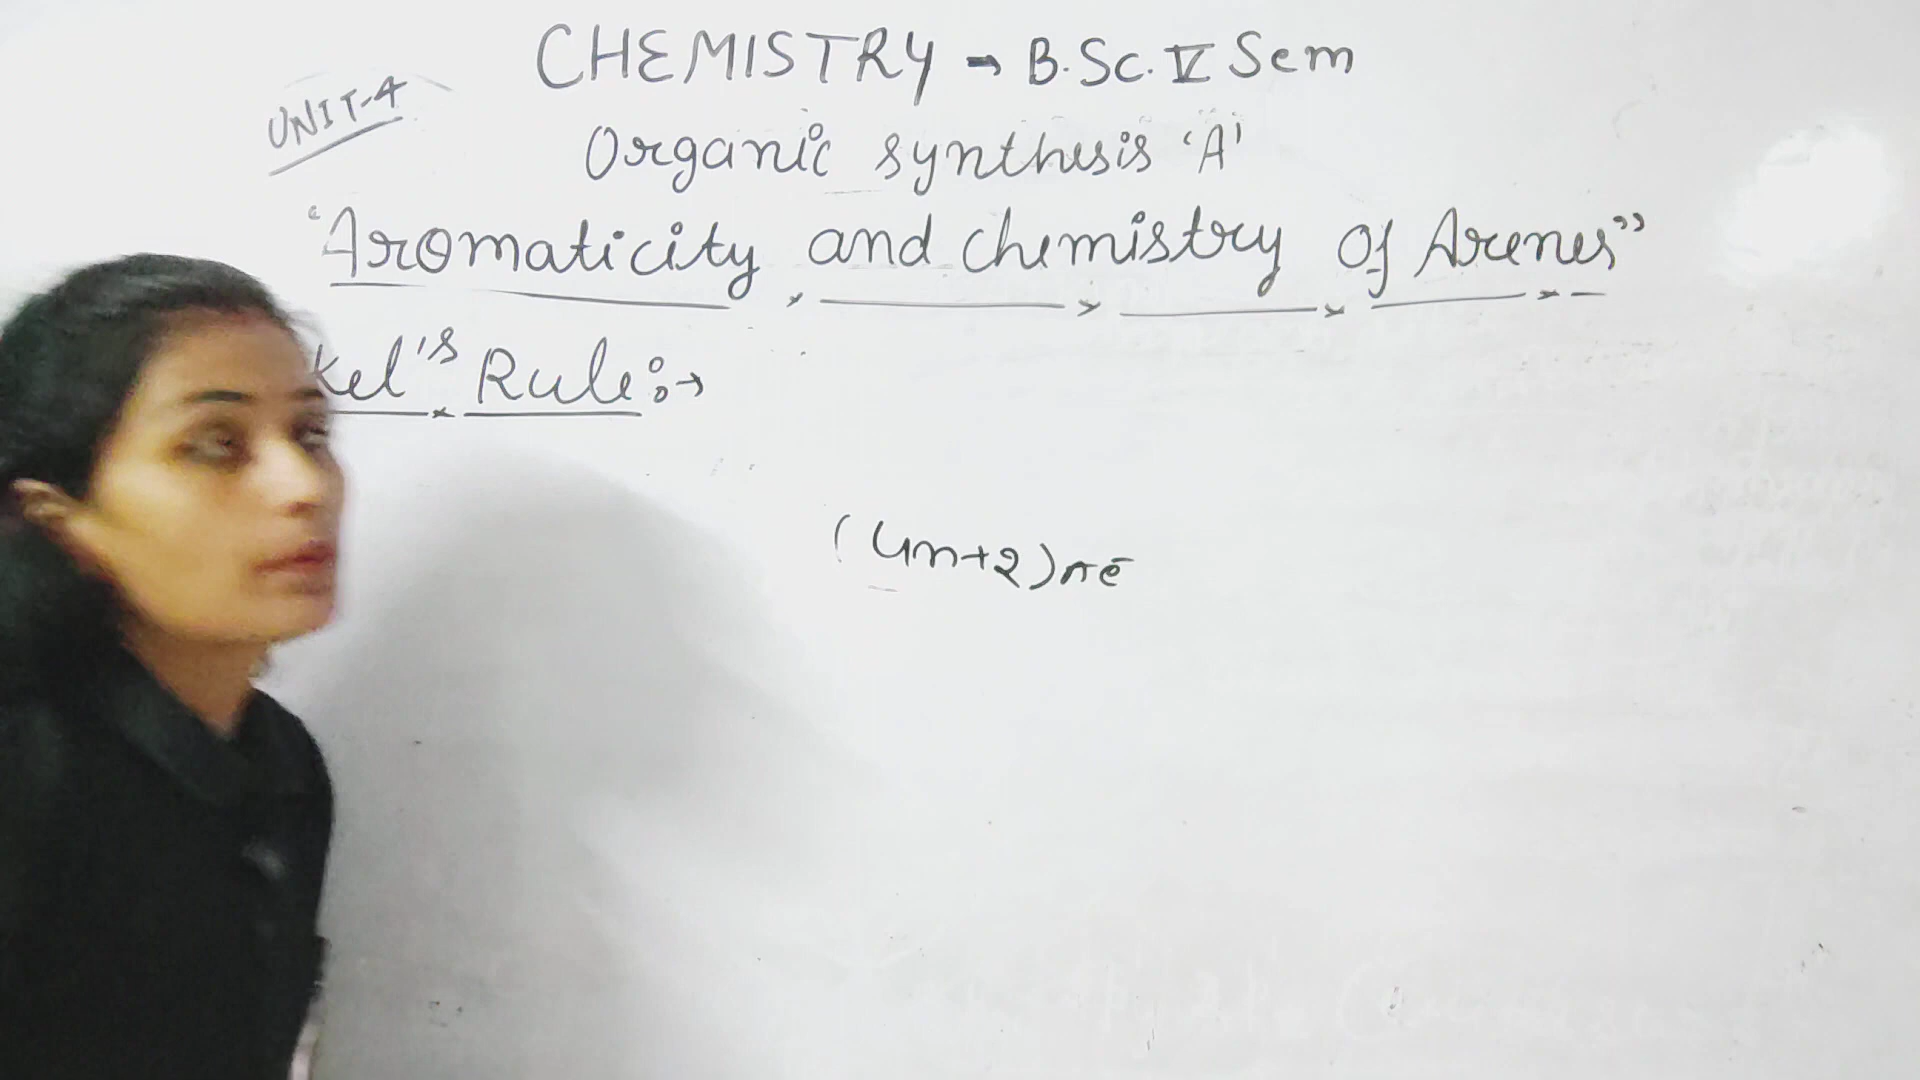 CHEMISTRY → B.Sc. V Sem
UNIT-4
Organic synthesis 'A'
"Aromaticity and chemistry of Arenes"
kel's Rule:→
(4n+2)πē